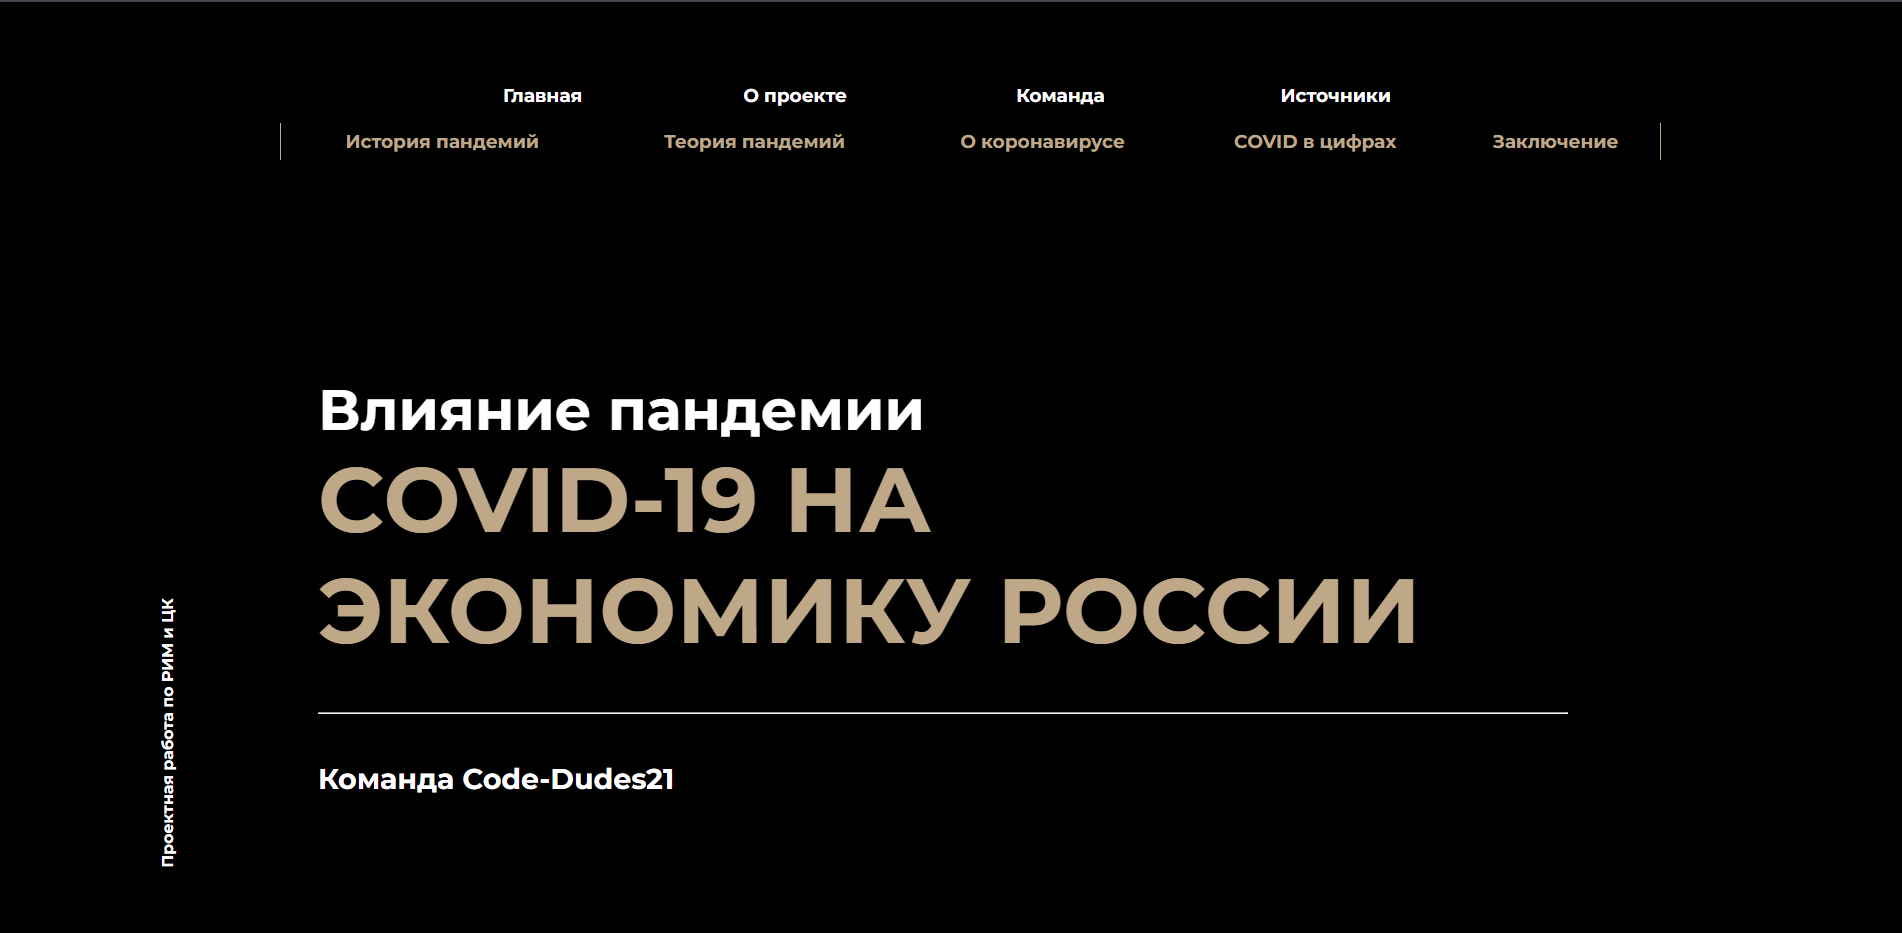 Главная О проекте Команда Источники
История пандемий Теория пандемий О коронавирусе COVID в цифрах Заключение
Влияние пандемии
COVID-19 НА
ЭКОНОМИКУ РОССИИ
Команда Code-Dudes21
Проектная работа по РИМ и ЦК